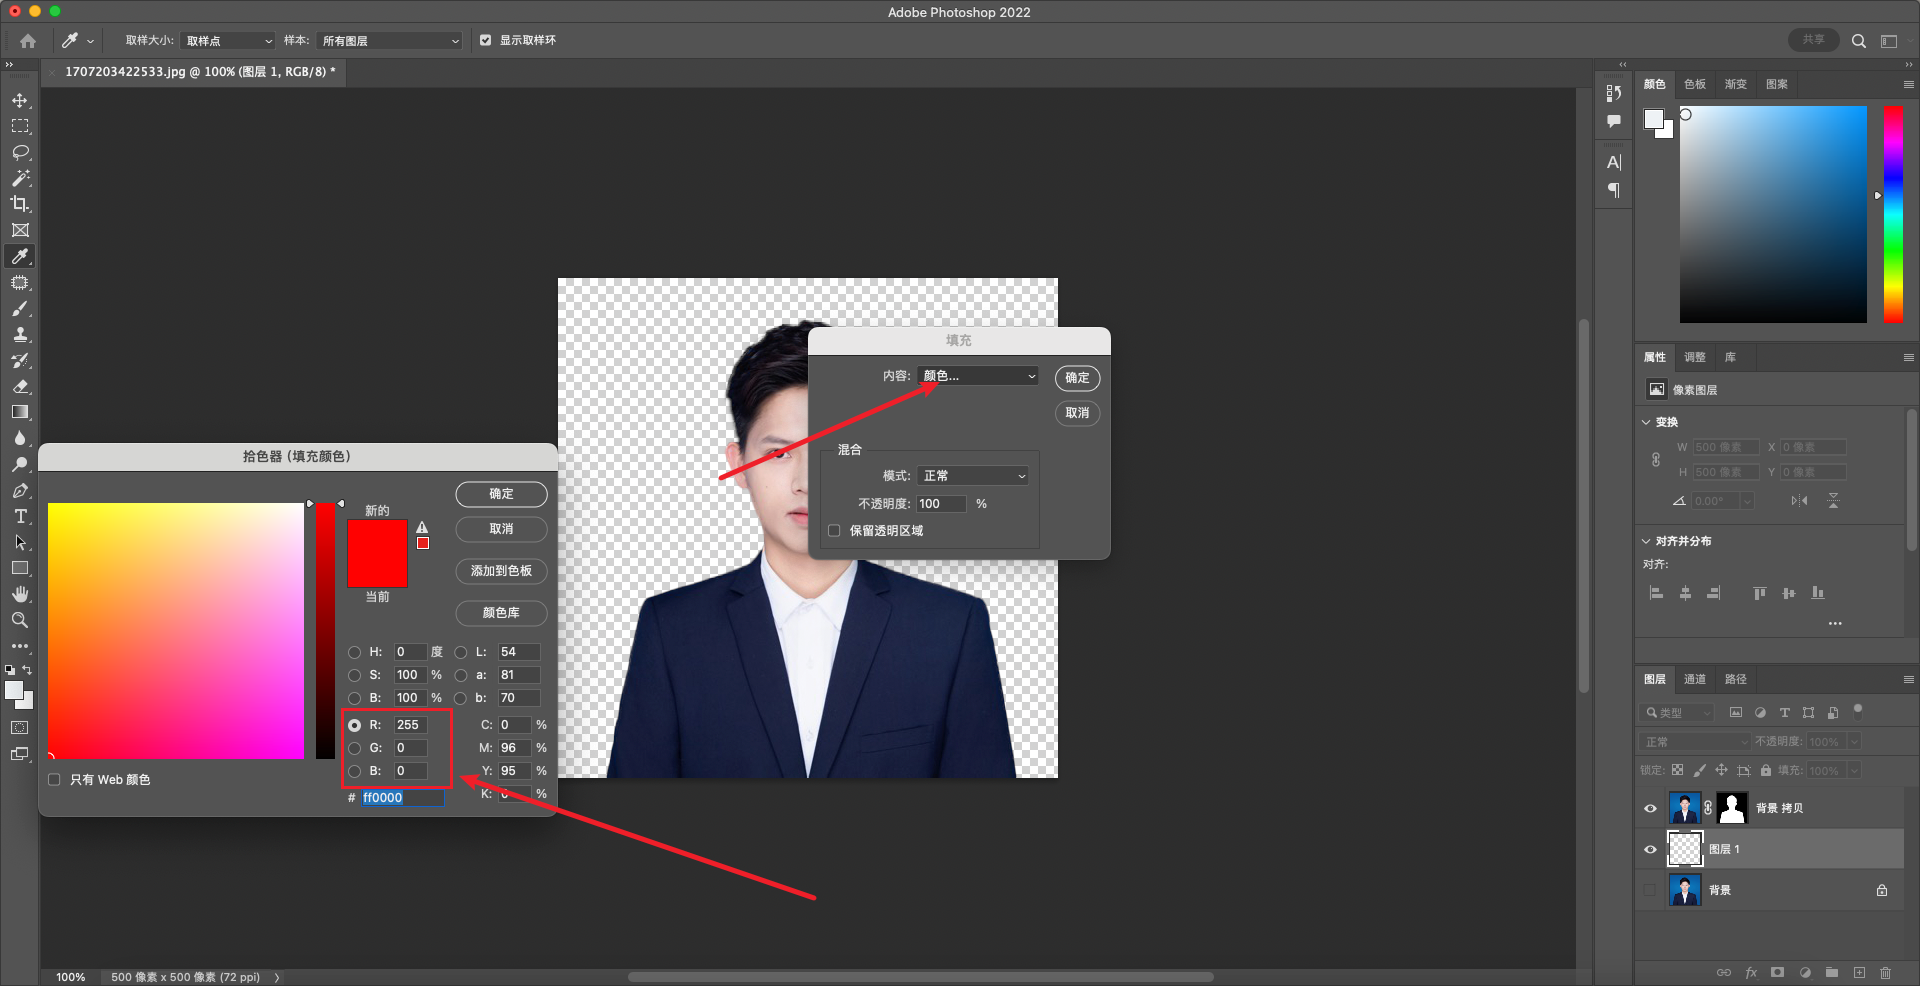 Adobe Photoshop 2022
取样大小: 取样点 样本: 所有图层 显示取样环 共享
1707203422533.jpg @ 100% (图层 1, RGB/8) *
颜色 色板 渐变 图案
填充
内容: 颜色... 确定
取消
混合
模式: 正常
不透明度: 100 %
保留透明区域
拾色器 (填充颜色)
新的 确定
取消
添加到色板
当前
颜色库
H: 0 度 L: 54
S: 100 % a: 81
B: 100 % b: 70
R: 255 C: 0 %
G: 0 M: 96 %
B: 0 Y: 95 %
只有 Web 颜色
# ff0000 K: 0 %
属性 调整 库
像素图层
变换
W 500 像素 X 0 像素
H 500 像素 Y 0 像素
0.00°
对齐并分布
对齐:
图层 通道 路径
类型
正常 不透明度: 100%
锁定: 填充: 100%
背景 拷贝
图层 1
背景
fx
100% 500 像素 x 500 像素 (72 ppi)